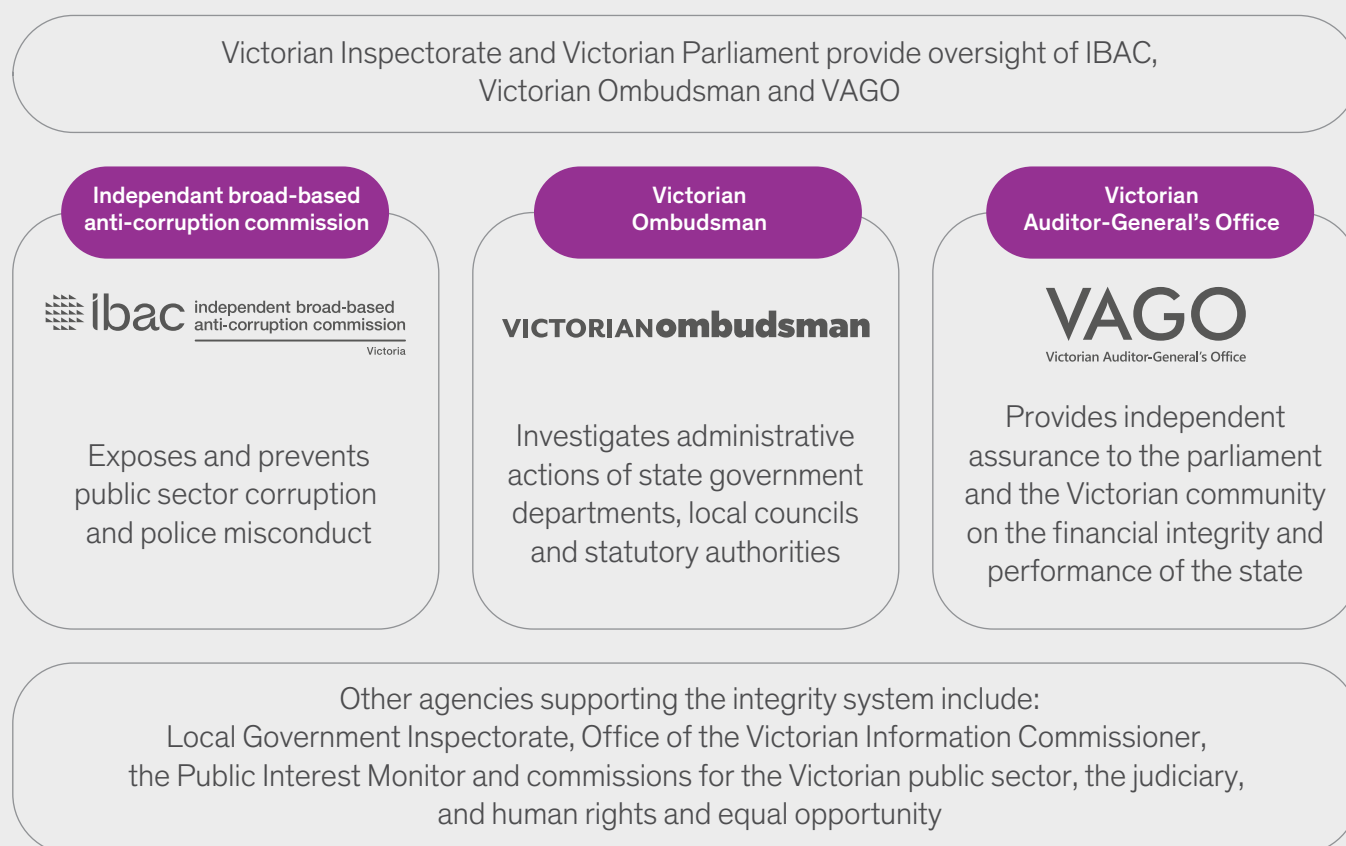 Victorian Inspectorate and Victorian Parliament provide oversight of IBAC,
Victorian Ombudsman and VAGO
Independant broad-based
anti-corruption commission
ibac
independent broad-based
anti-corruption commission
Victoria
Exposes and prevents
public sector corruption
and police misconduct
Victorian
Ombudsman
VICTORIANombudsman
Investigates administrative
actions of state government
departments, local councils
and statutory authorities
Victorian
Auditor-General's Office
VAGO
Victorian Auditor-General's Office
Provides independent
assurance to the parliament
and the Victorian community
on the financial integrity and
performance of the state
Other agencies supporting the integrity system include:
Local Government Inspectorate, Office of the Victorian Information Commissioner,
the Public Interest Monitor and commissions for the Victorian public sector, the judiciary,
and human rights and equal opportunity